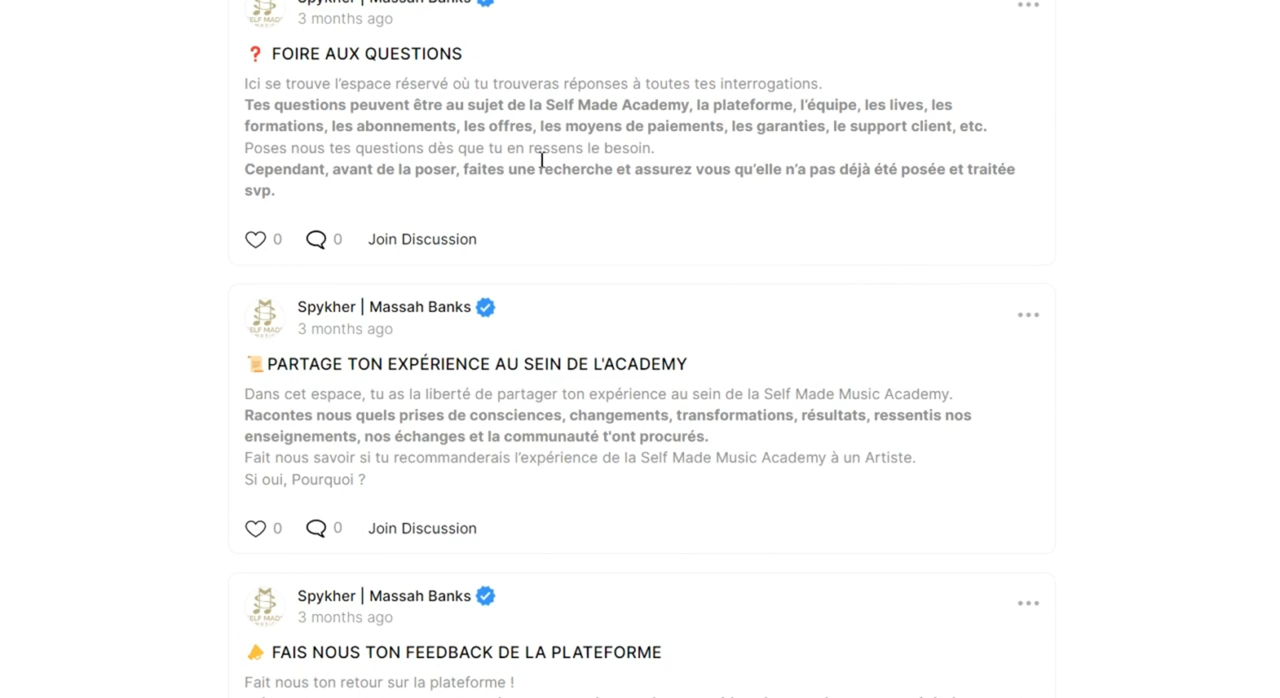 Spykher | Massah Banks
3 months ago
❓ FOIRE AUX QUESTIONS
Ici se trouve l'espace réservé où tu trouveras réponses à toutes tes interrogations.
Tes questions peuvent être au sujet de la Self Made Academy, la plateforme, l'équipe, les lives, les
formations, les abonnements, les offres, les moyens de paiements, les garanties, le support client, etc.
Poses nous tes questions dès que tu en ressens le besoin.
Cependant, avant de la poser, faites une recherche et assurez vous qu'elle n'a pas déjà été posée et traitée
svp.
0 0 Join Discussion
Spykher | Massah Banks
3 months ago
📜PARTAGE TON EXPÉRIENCE AU SEIN DE L'ACADEMY
Dans cet espace, tu as la liberté de partager ton expérience au sein de la Self Made Music Academy.
Racontes nous quels prises de consciences, changements, transformations, résultats, ressentis nos
enseignements, nos échanges et la communauté t'ont procurés.
Fait nous savoir si tu recommanderais l'expérience de la Self Made Music Academy à un Artiste.
Si oui, Pourquoi ?
0 0 Join Discussion
Spykher | Massah Banks
3 months ago
📣 FAIS NOUS TON FEEDBACK DE LA PLATEFORME
Fait nous ton retour sur la plateforme !